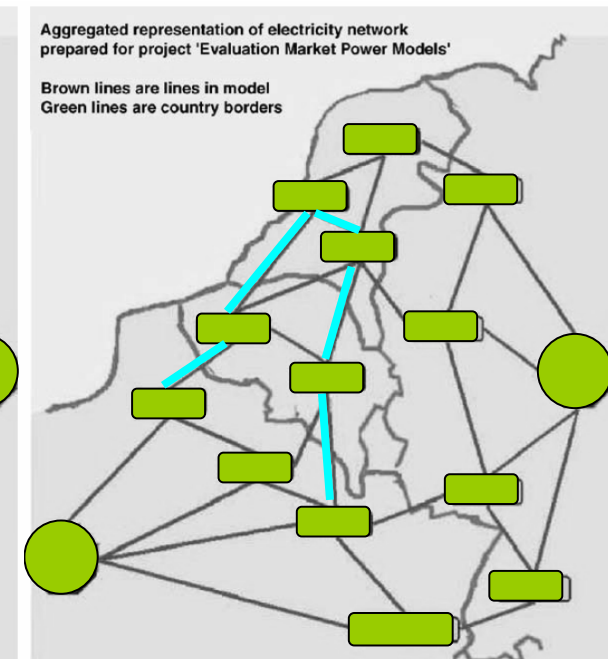 Aggregated representation of electricity network
prepared for project 'Evaluation Market Power Models'
Brown lines are lines in model
Green lines are country borders